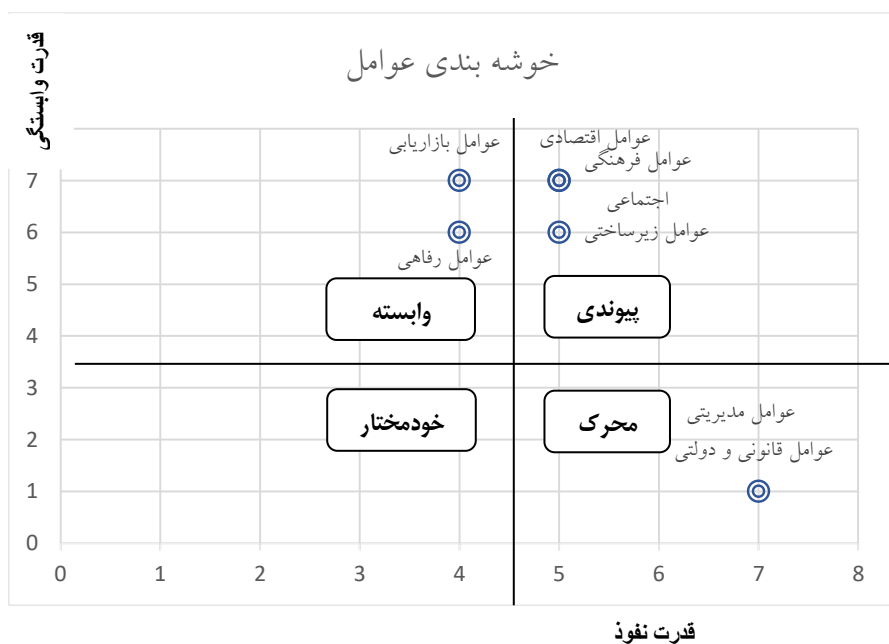 خوشه بندی عوامل
قدرت وابستگی
عوامل بازاریابی
عوامل اقتصادی
عوامل فرهنگی
اجتماعی
عوامل زیرساختی
عوامل رفاهی
وابسته
پیوندی
خودمختار
محرک
عوامل مدیریتی
عوامل قانونی و دولتی
7
6
5
4
3
2
1
0
0 1 2 3 4 5 6 7 8
قدرت نفوذ